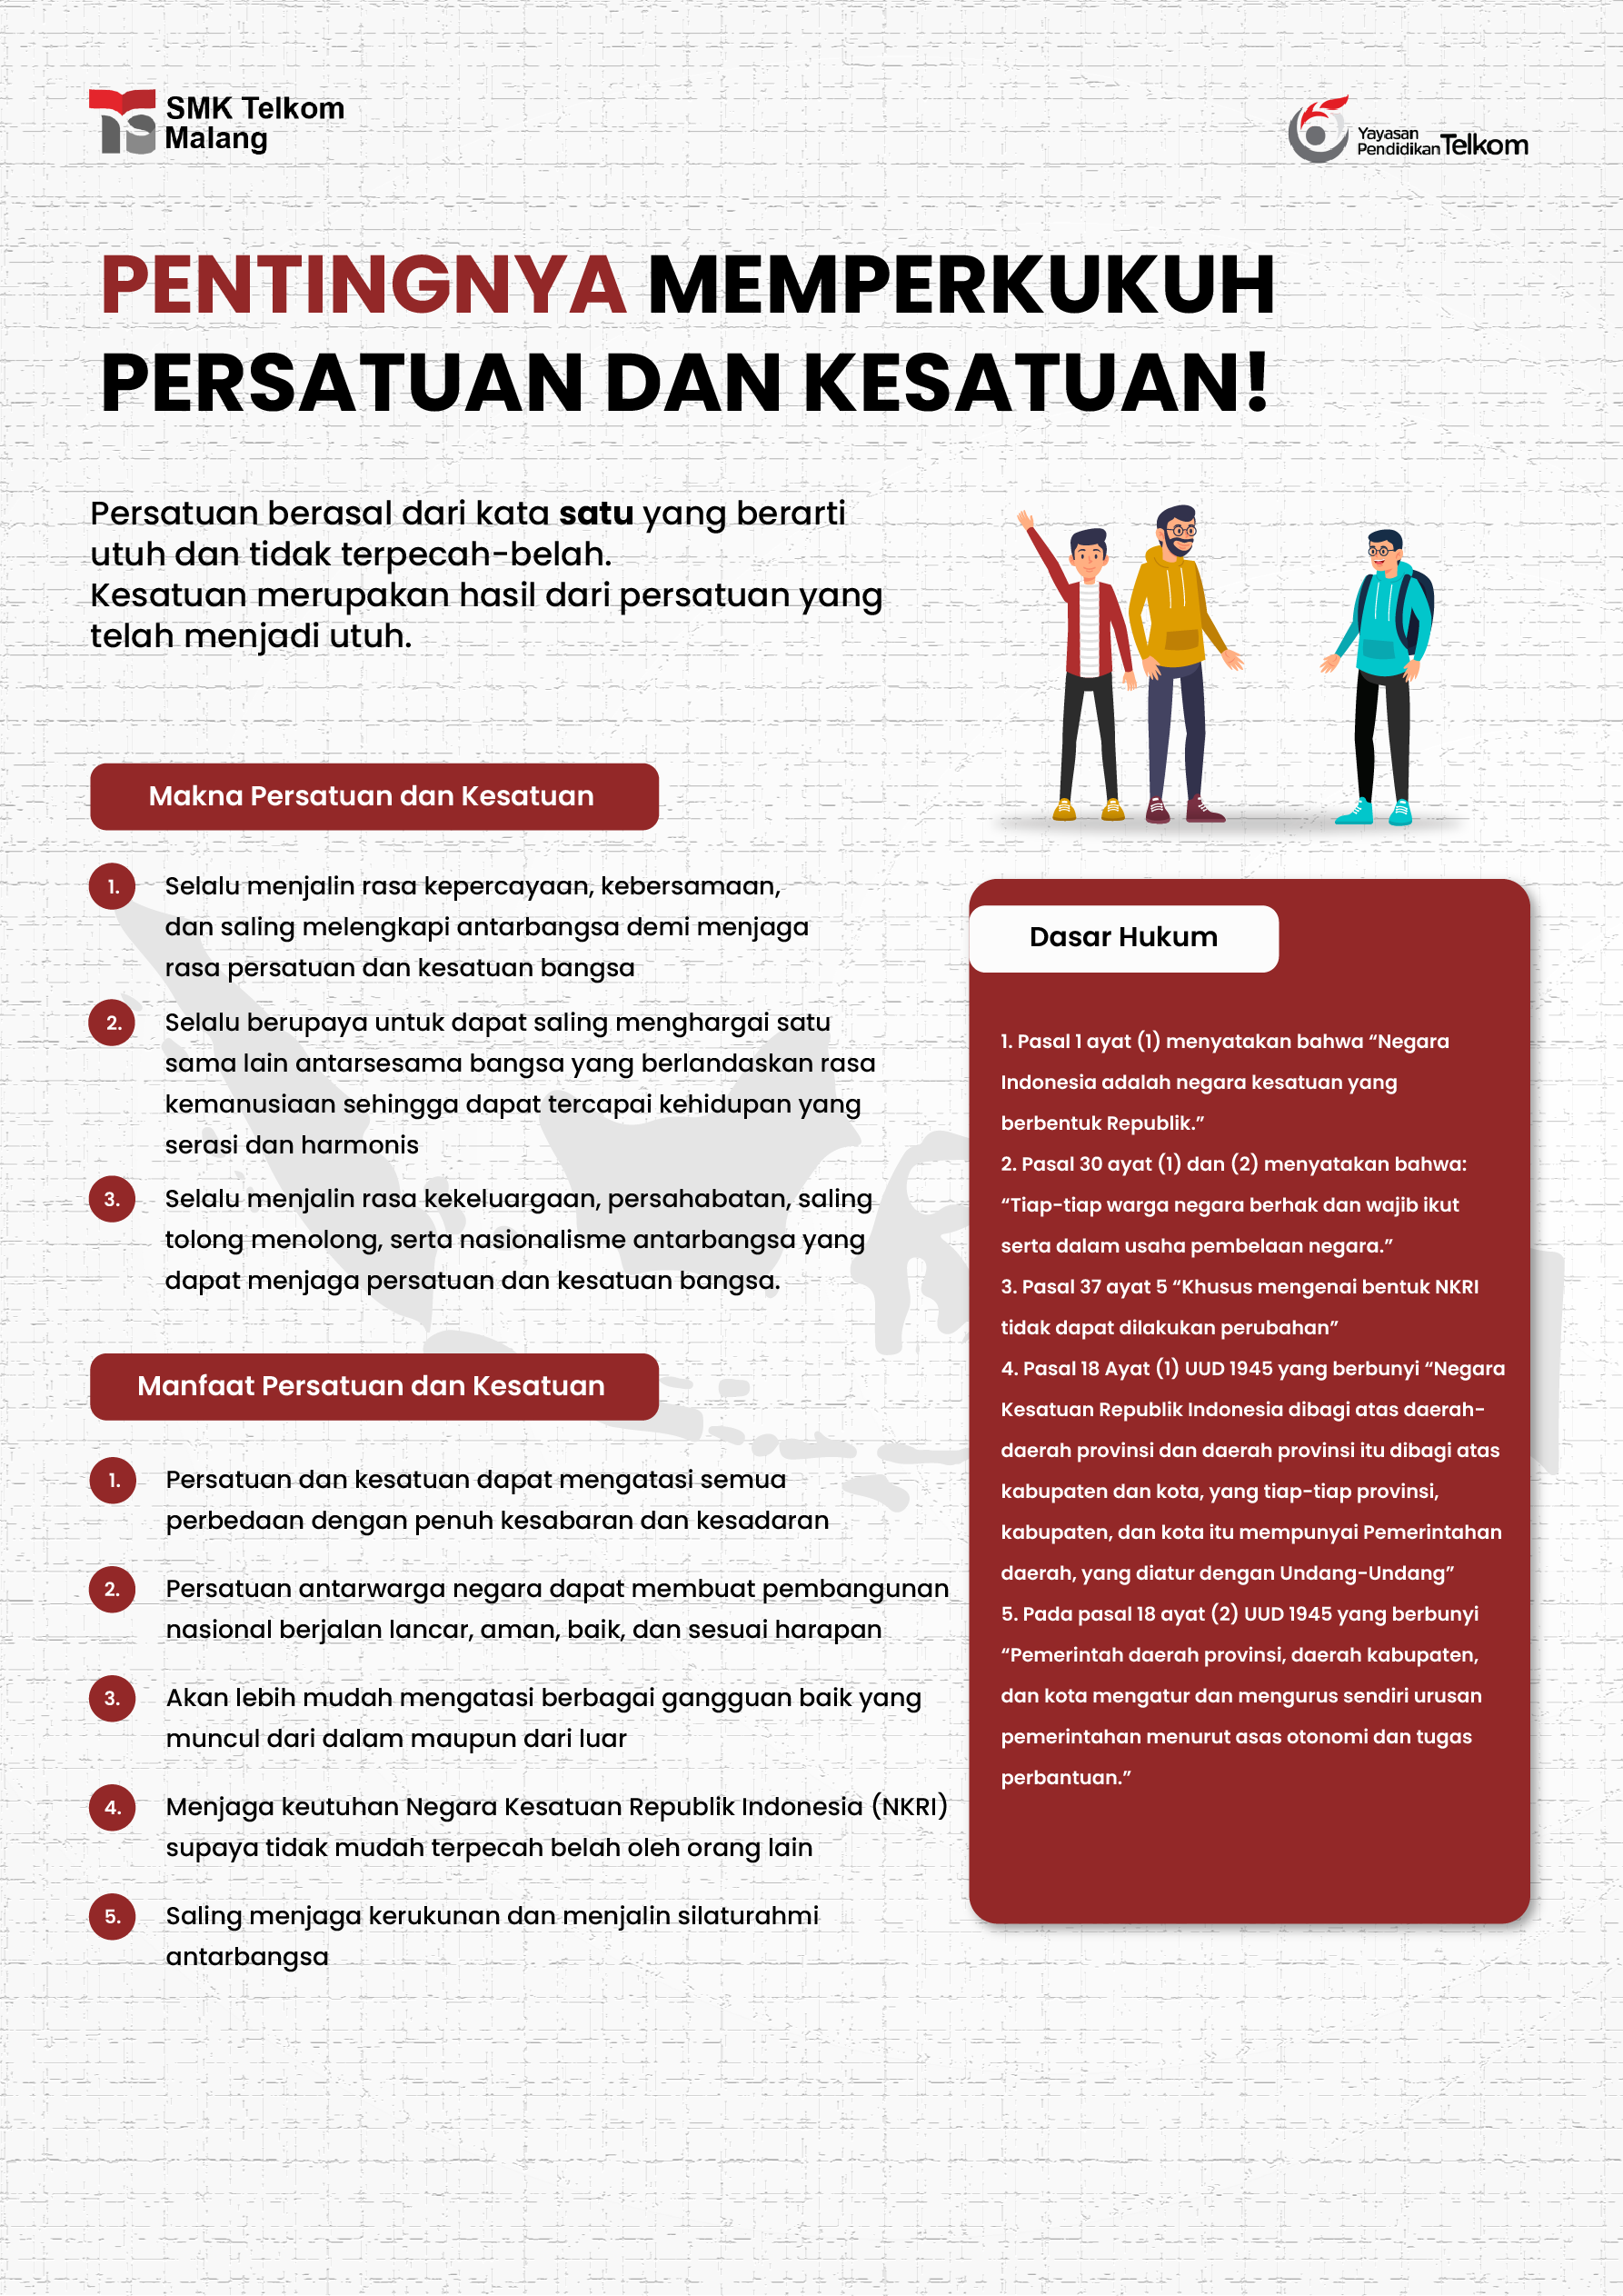 SMK Telkom
Malang
Yayasan
Pendidikan Telkom
PENTINGNYA MEMPERKUKUH
PERSATUAN DAN KESATUAN!
Persatuan berasal dari kata satu yang berarti
utuh dan tidak terpecah-belah.
Kesatuan merupakan hasil dari persatuan yang
telah menjadi utuh.
Makna Persatuan dan Kesatuan
1. Selalu menjalin rasa kepercayaan, kebersamaan,
dan saling melengkapi antarbangsa demi menjaga
rasa persatuan dan kesatuan bangsa
2. Selalu berupaya untuk dapat saling menghargai satu
sama lain antarsesama bangsa yang berlandaskan rasa
kemanusiaan sehingga dapat tercapai kehidupan yang
serasi dan harmonis
3. Selalu menjalin rasa kekeluargaan, persahabatan, saling
tolong menolong, serta nasionalisme antarbangsa yang
dapat menjaga persatuan dan kesatuan bangsa.
Manfaat Persatuan dan Kesatuan
1. Persatuan dan kesatuan dapat mengatasi semua
perbedaan dengan penuh kesabaran dan kesadaran
2. Persatuan antarwarga negara dapat membuat pembangunan
nasional berjalan lancar, aman, baik, dan sesuai harapan
3. Akan lebih mudah mengatasi berbagai gangguan baik yang
muncul dari dalam maupun dari luar
4. Menjaga keutuhan Negara Kesatuan Republik Indonesia (NKRI)
supaya tidak mudah terpecah belah oleh orang lain
5. Saling menjaga kerukunan dan menjalin silaturahmi
antarbangsa
Dasar Hukum
1. Pasal 1 ayat (1) menyatakan bahwa “Negara
Indonesia adalah negara kesatuan yang
berbentuk Republik.”
2. Pasal 30 ayat (1) dan (2) menyatakan bahwa:
“Tiap-tiap warga negara berhak dan wajib ikut
serta dalam usaha pembelaan negara.”
3. Pasal 37 ayat 5 “Khusus mengenai bentuk NKRI
tidak dapat dilakukan perubahan”
4. Pasal 18 Ayat (1) UUD 1945 yang berbunyi “Negara
Kesatuan Republik Indonesia dibagi atas daerah-
daerah provinsi dan daerah provinsi itu dibagi atas
kabupaten dan kota, yang tiap-tiap provinsi,
kabupaten, dan kota itu mempunyai Pemerintahan
daerah, yang diatur dengan Undang-Undang”
5. Pada pasal 18 ayat (2) UUD 1945 yang berbunyi
“Pemerintah daerah provinsi, daerah kabupaten,
dan kota mengatur dan mengurus sendiri urusan
pemerintahan menurut asas otonomi dan tugas
perbantuan.”